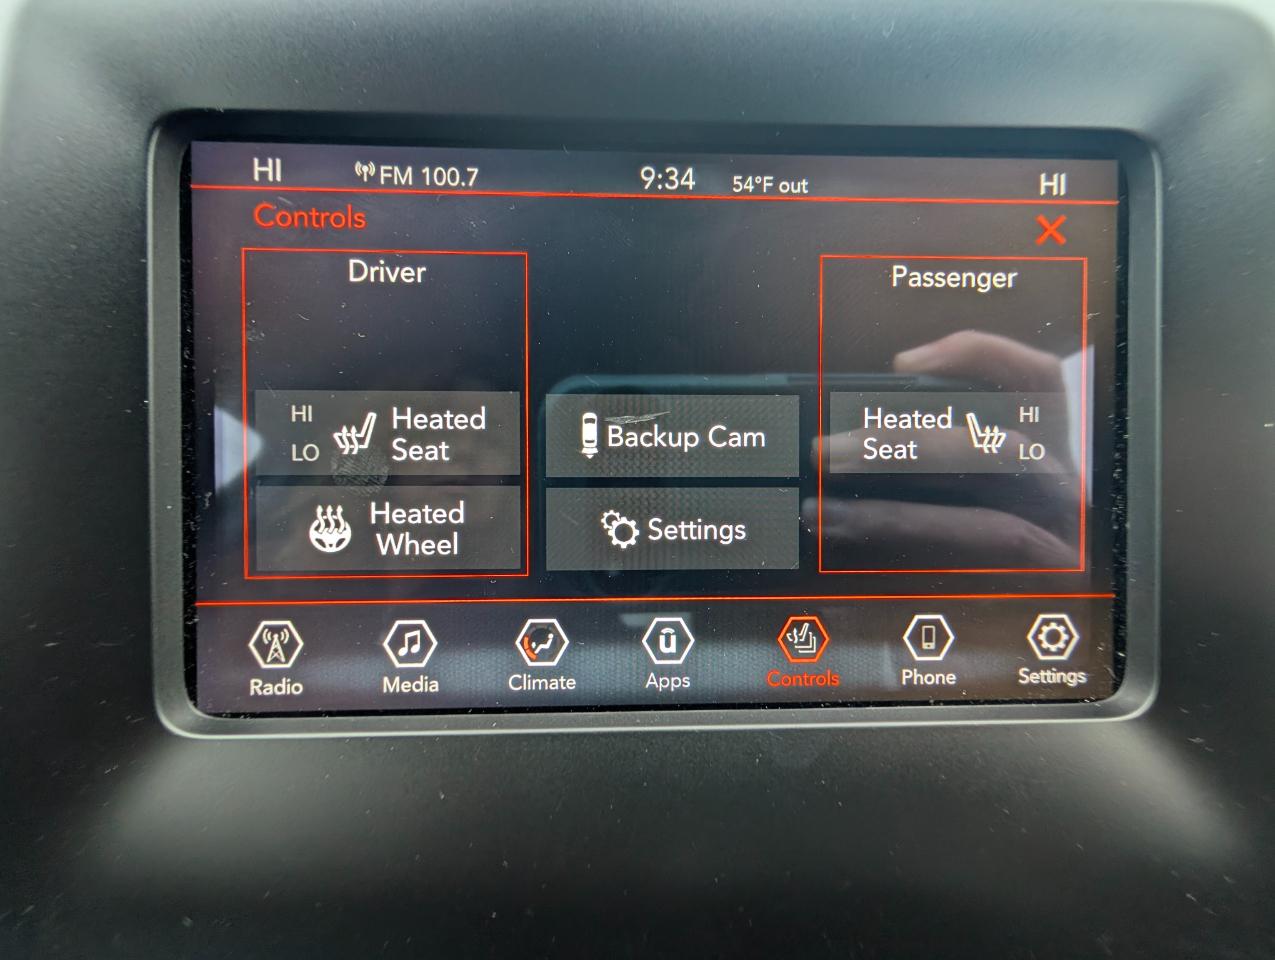 HI FM 100.7 9:34 54°F out HI
Controls
Driver
Passenger
HI
LO
Heated
Seat
Backup Cam
Heated
Seat
HI
LO
Heated
Wheel
Settings
Radio Media Climate Apps Controls Phone Settings